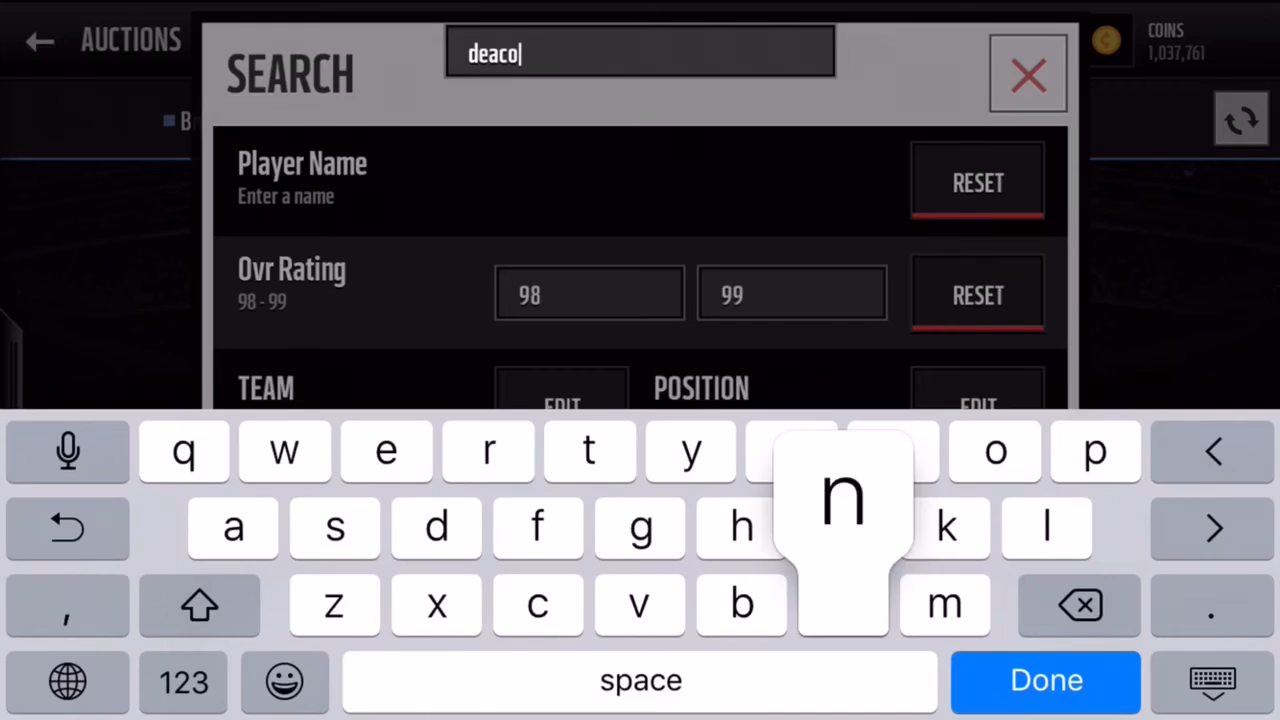 AUCTIONS
SEARCH
deaco
COINS
1,037,761
B
Player Name
Enter a name
RESET
Ovr Rating
98 - 99
98
99
RESET
TEAM
EDIT
POSITION
EDIT
q w e r t y o p <
a s d f g h n k l >
, z x c v b m .
123
space
Done